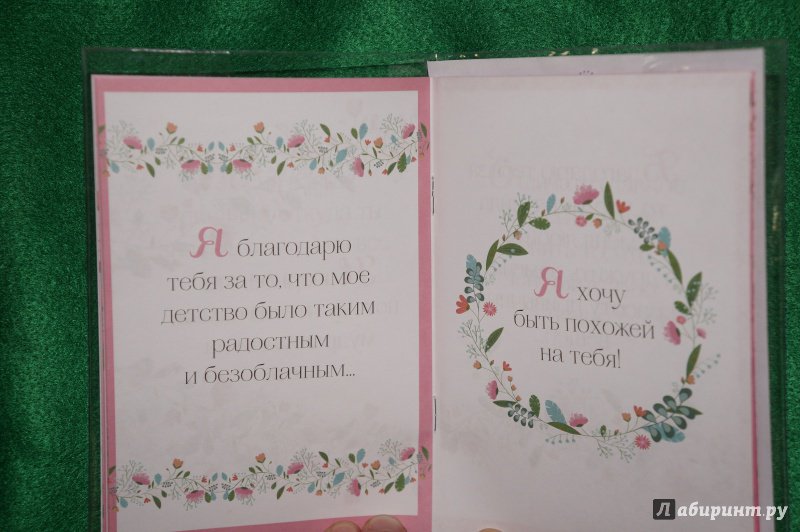 Я благодарю
тебя за то, что мое
детство было таким
радостным
и безоблачным...
Я хочу
быть похожей
на тебя!
Лабиринт.ру